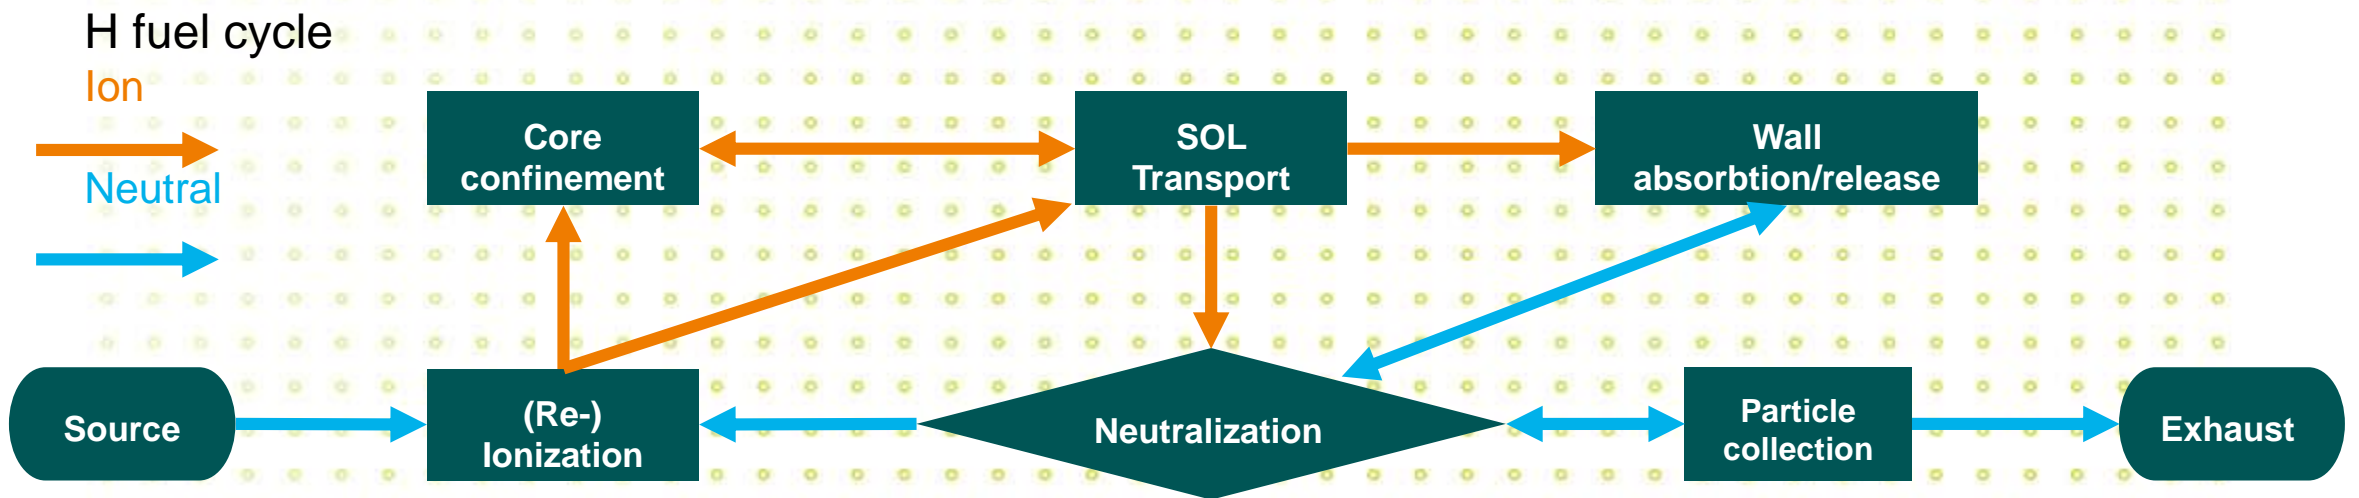 H fuel cycle
Ion
Neutral
Core
confinement
SOL
Transport
Wall
absorbtion/release
Source
(Re-)
Ionization
Neutralization
Particle
collection
Exhaust